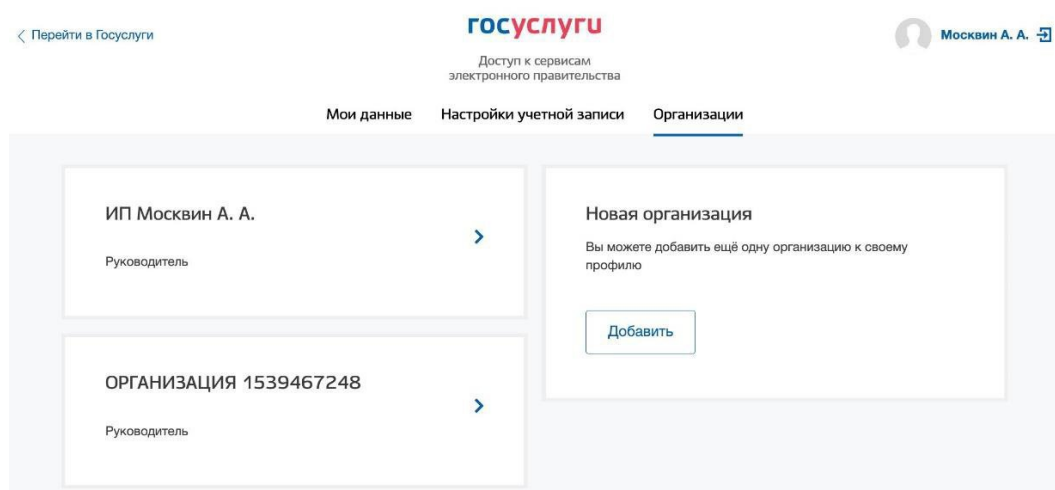 Перейти в Госуслуги
госуслуги
Москвин А. А.
Доступ к сервисам
электронного правительства
Мои данные Настройки учетной записи Организации
ИП Москвин А. А.
Руководитель
Новая организация
Вы можете добавить ещё одну организацию к своему
профилю
Добавить
ОРГАНИЗАЦИЯ 1539467248
Руководитель